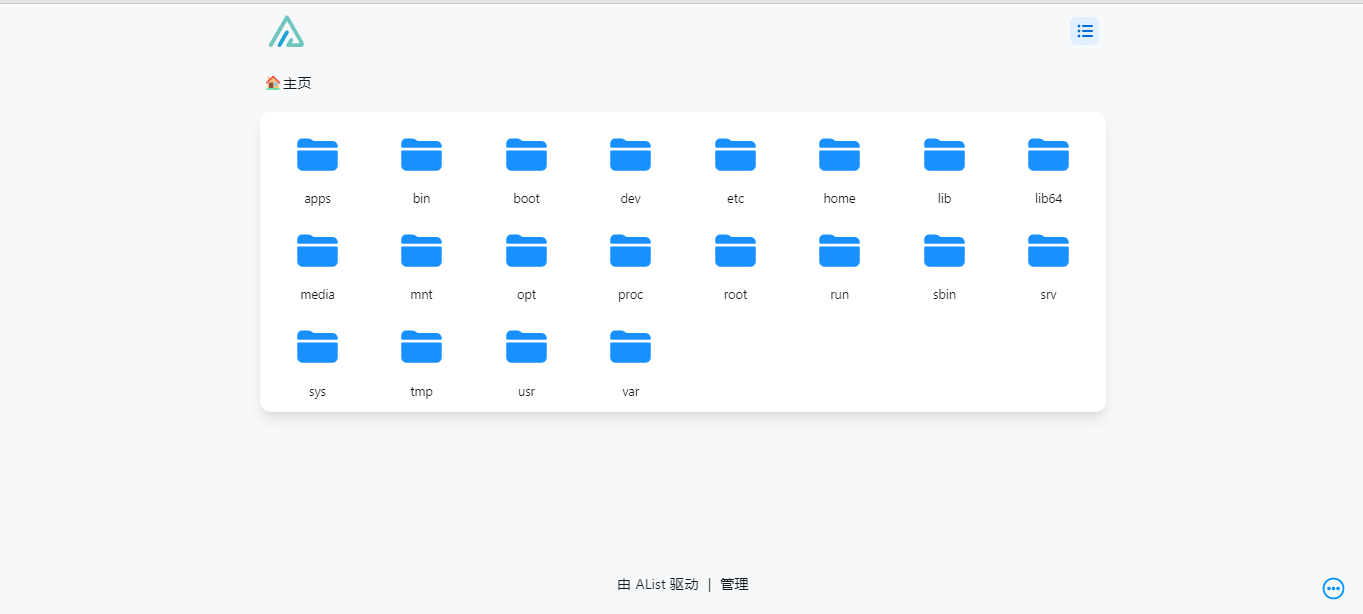 🏠主页
apps bin boot dev etc home lib lib64
media mnt opt proc root run sbin srv
sys tmp usr var
由 AList 驱动 | 管理